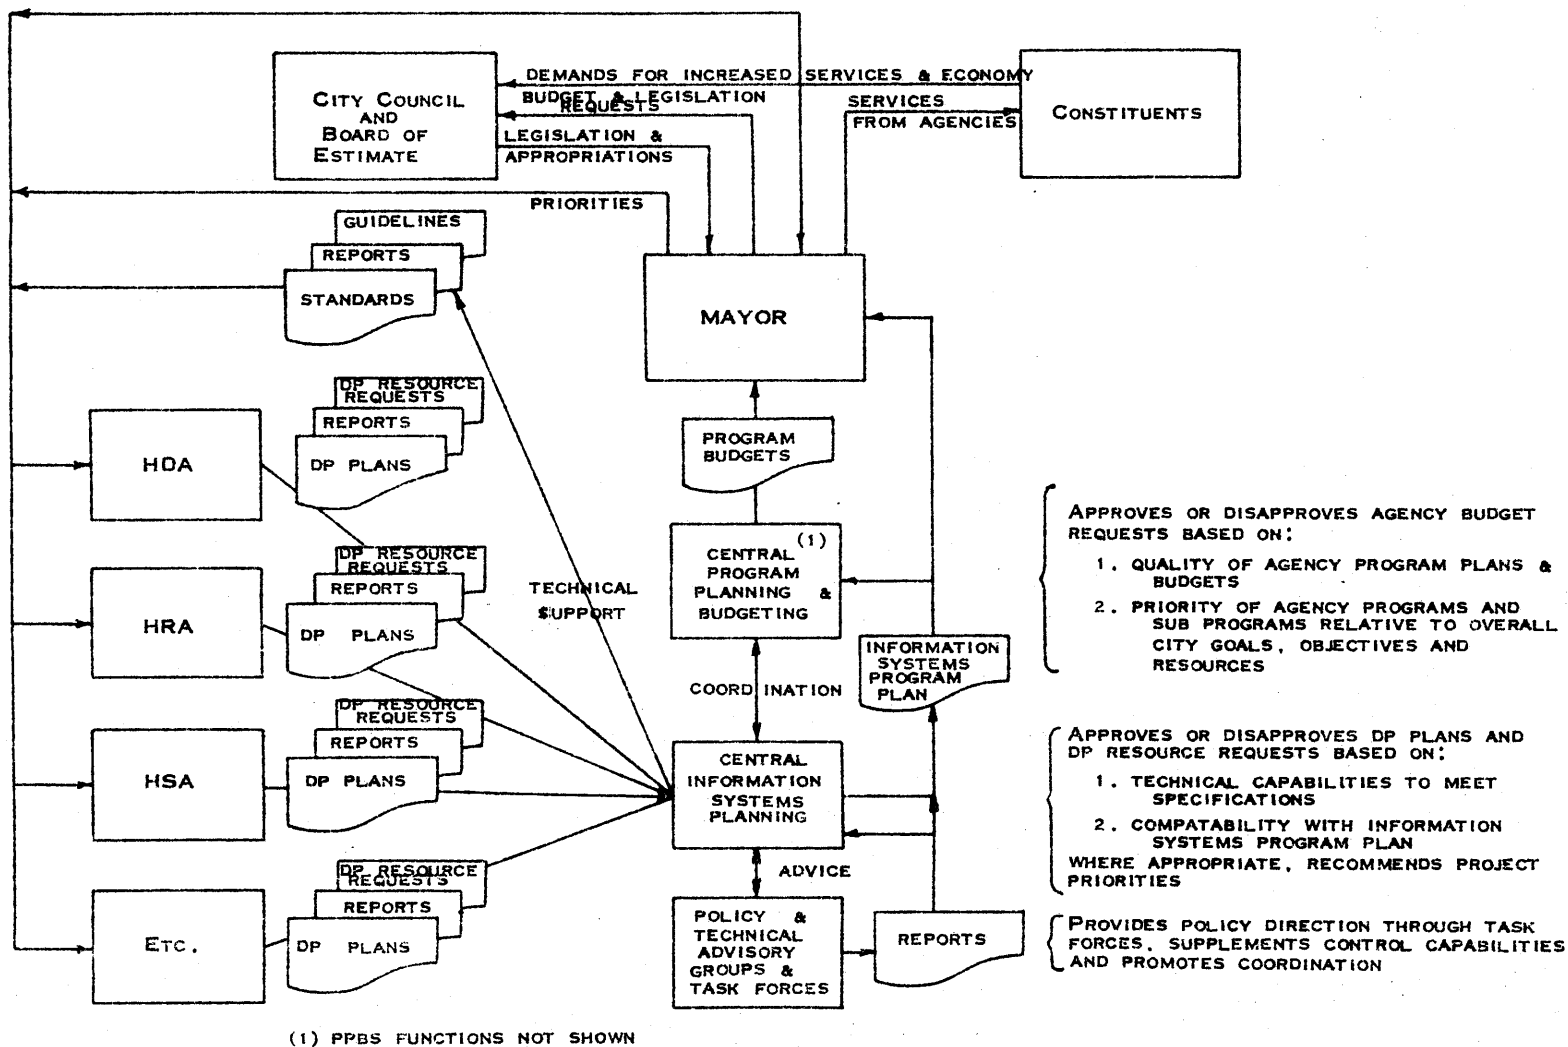 DEMANDS FOR INCREASED SERVICES & ECONOMY
CITY COUNCIL
AND
BOARD OF
ESTIMATE
BUDGET & LEGISLATION
REQUESTS
LEGISLATION &
APPROPRIATIONS
SERVICES
FROM AGENCIES
CONSTITUENTS
PRIORITIES
GUIDELINES
REPORTS
STANDARDS
MAYOR
DP RESOURCE
REQUESTS
REPORTS
DP PLANS
HDA
PROGRAM
BUDGETS
DP RESOURCE
REQUESTS
REPORTS
DP PLANS
HRA
TECHNICAL
SUPPORT
CENTRAL (1)
PROGRAM
PLANNING &
BUDGETING
INFORMATION
SYSTEMS
PROGRAM
PLAN
COORDINATION
APPROVES OR DISAPPROVES AGENCY BUDGET
REQUESTS BASED ON:
1. QUALITY OF AGENCY PROGRAM PLANS &
BUDGETS
2. PRIORITY OF AGENCY PROGRAMS AND
SUB PROGRAMS RELATIVE TO OVERALL
CITY GOALS, OBJECTIVES AND
RESOURCES
DP RESOURCE
REQUESTS
REPORTS
DP PLANS
HSA
CENTRAL
INFORMATION
SYSTEMS
PLANNING
APPROVES OR DISAPPROVES DP PLANS AND
DP RESOURCE REQUESTS BASED ON:
1. TECHNICAL CAPABILITIES TO MEET
SPECIFICATIONS
2. COMPATABILITY WITH INFORMATION
SYSTEMS PROGRAM PLAN
WHERE APPROPRIATE, RECOMMENDS PROJECT
PRIORITIES
ADVICE
DP RESOURCE
REQUESTS
REPORTS
DP PLANS
ETC.
POLICY &
TECHNICAL
ADVISORY
GROUPS &
TASK FORCES
REPORTS
PROVIDES POLICY DIRECTION THROUGH TASK
FORCES, SUPPLEMENTS CONTROL CAPABILITIES
AND PROMOTES COORDINATION
(1) PPBS FUNCTIONS NOT SHOWN